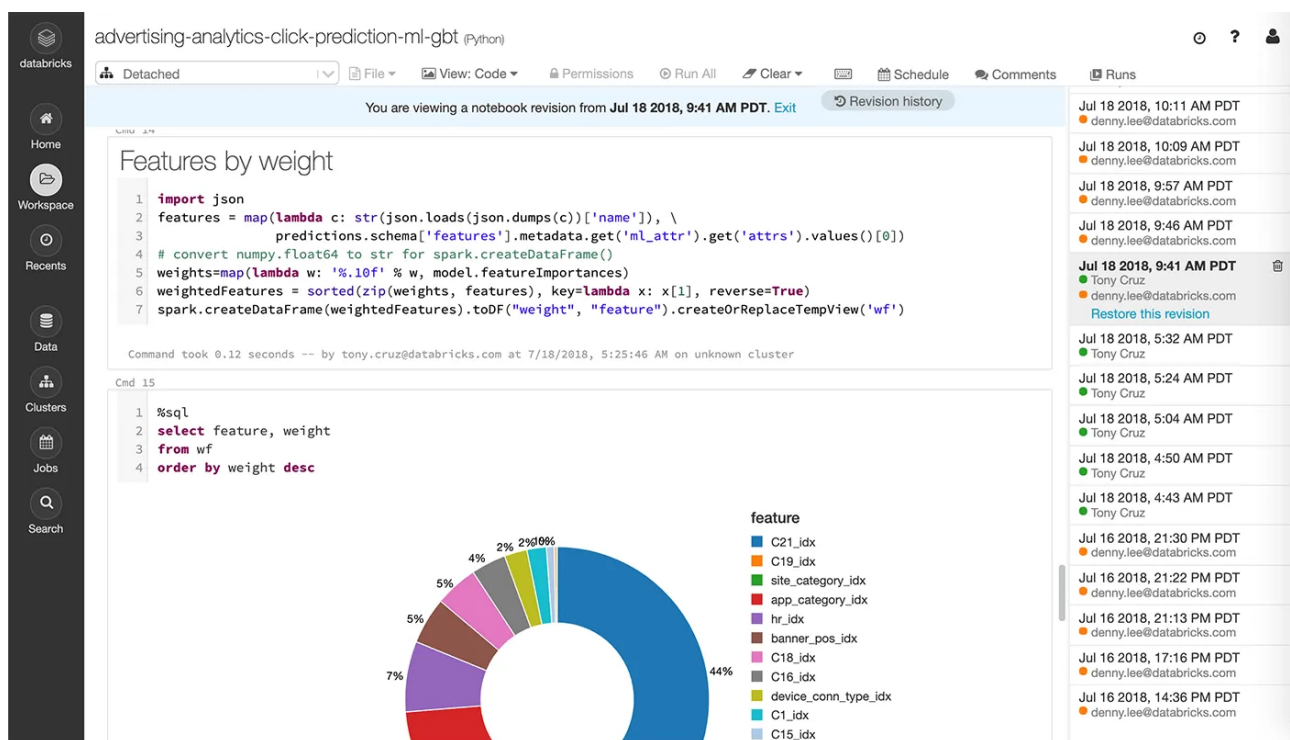 databricks
Home
Workspace
Recents
Data
Clusters
Jobs
Search
advertising-analytics-click-prediction-ml-gbt (Python)
Detached
File
View: Code
Permissions
Run All
Clear
Schedule
Comments
Runs
You are viewing a notebook revision from Jul 18 2018, 9:41 AM PDT. Exit
Revision history
Cmd 14
Features by weight
1 import json
2 features = map(lambda c: str(json.loads(json.dumps(c))['name']), \
3 predictions.schema['features'].metadata.get('ml_attr').get('attrs').values()[0])
4 # convert numpy.float64 to str for spark.createDataFrame()
5 weights=map(lambda w: '%.10f' % w, model.featureImportances)
6 weightedFeatures = sorted(zip(weights, features), key=lambda x: x[1], reverse=True)
7 spark.createDataFrame(weightedFeatures).toDF("weight", "feature").createOrReplaceTempView('wf')
Command took 0.12 seconds -- by tony.cruz@databricks.com at 7/18/2018, 5:25:46 AM on unknown cluster
Cmd 15
1 %sql
2 select feature, weight
3 from wf
4 order by weight desc
44%
7%
5%
5%
4%
2%
2%
feature
C21_idx
C19_idx
site_category_idx
app_category_idx
hr_idx
banner_pos_idx
C18_idx
C16_idx
device_conn_type_idx
C1_idx
C15_idx
Jul 18 2018, 10:11 AM PDT
denny.lee@databricks.com
Jul 18 2018, 10:09 AM PDT
denny.lee@databricks.com
Jul 18 2018, 9:57 AM PDT
denny.lee@databricks.com
Jul 18 2018, 9:46 AM PDT
denny.lee@databricks.com
Jul 18 2018, 9:41 AM PDT
Tony Cruz
denny.lee@databricks.com
Restore this revision
Jul 18 2018, 5:32 AM PDT
Tony Cruz
Jul 18 2018, 5:24 AM PDT
Tony Cruz
Jul 18 2018, 5:04 AM PDT
Tony Cruz
Jul 18 2018, 4:50 AM PDT
Tony Cruz
Jul 18 2018, 4:43 AM PDT
Tony Cruz
Jul 16 2018, 21:30 PM PDT
denny.lee@databricks.com
Jul 16 2018, 21:22 PM PDT
denny.lee@databricks.com
Jul 16 2018, 21:13 PM PDT
denny.lee@databricks.com
Jul 16 2018, 17:16 PM PDT
denny.lee@databricks.com
Jul 16 2018, 14:36 PM PDT
denny.lee@databricks.com